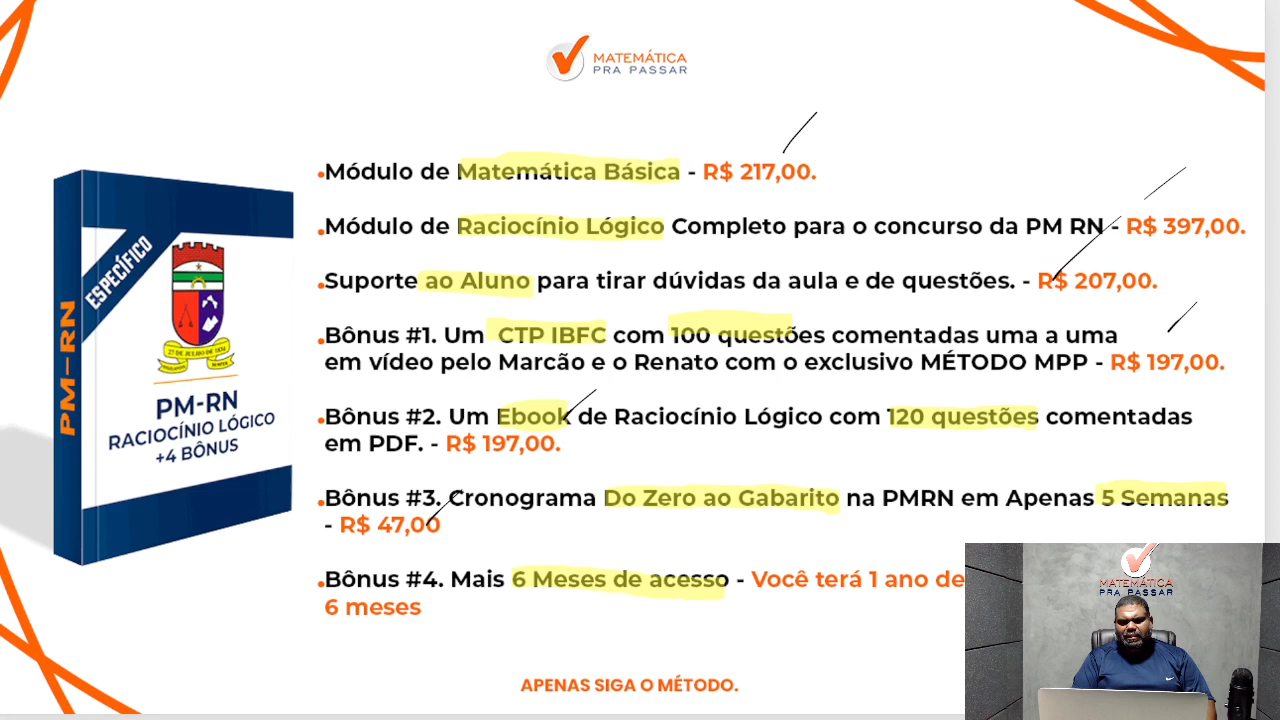 MATEMÁTICA
PRA PASSAR
•Módulo de Matemática Básica - R$ 217,00.
•Módulo de Raciocínio Lógico Completo para o concurso da PM RN - R$ 397,00.
•Suporte ao Aluno para tirar dúvidas da aula e de questões. - R$ 207,00.
•Bônus #1. Um CTP IBFC com 100 questões comentadas uma a uma
em vídeo pelo Marcão e o Renato com o exclusivo MÉTODO MPP - R$ 197,00.
•Bônus #2. Um Ebook de Raciocínio Lógico com 120 questões comentadas
em PDF. - R$ 197,00.
•Bônus #3. Cronograma Do Zero ao Gabarito na PMRN em Apenas 5 Semanas
- R$ 47,00
•Bônus #4. Mais 6 Meses de acesso - Você terá 1 ano de
6 meses
APENAS SIGA O MÉTODO.
PM-RN
ESPECÍFICO
27 DE JULHO DE 1834
PM-RN
RACIOCÍNIO LÓGICO
+4 BÔNUS
MATEMÁTICA
PRA PASSAR